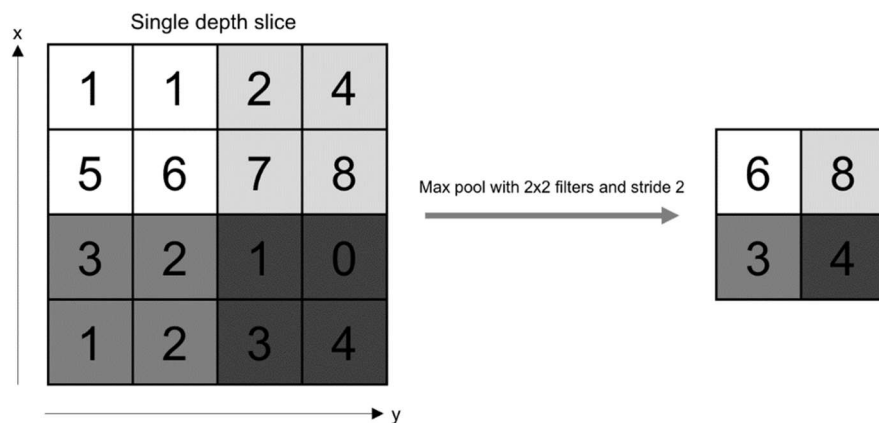 Single depth slice
x
1 1 2 4
5 6 7 8
3 2 1 0
1 2 3 4
y
Max pool with 2x2 filters and stride 2
6 8
3 4